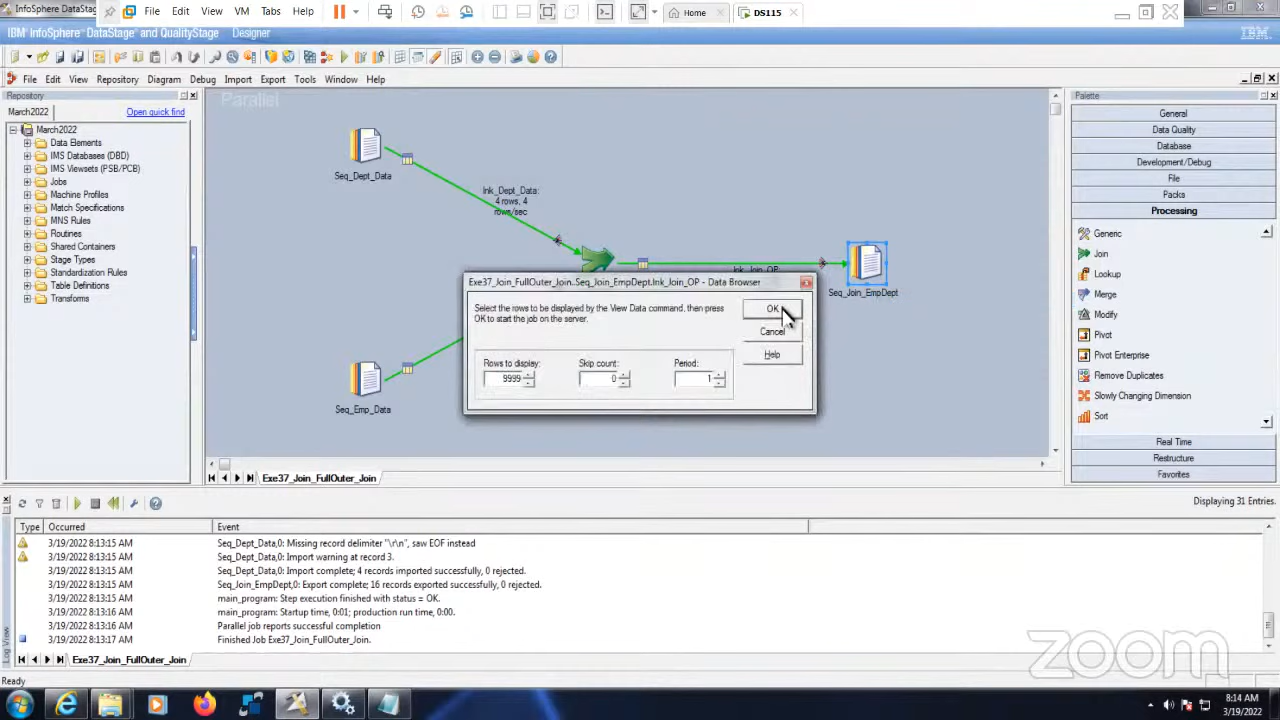 InfoSphere DataStage and Qualit
File Edit View VM Tabs Help
Home
DS115
IBM InfoSphere DataStage and QualityStage Designer
IBM
File Edit View Repository Diagram Debug Import Export Tools Window Help
Repository
March2022
Open quick find
March2022
Data Elements
IMS Databases (DBD)
IMS Viewsets (PSB/PCB)
Jobs
Machine Profiles
Match Specifications
MNS Rules
Routines
Shared Containers
Stage Types
Standardization Rules
Table Definitions
Transforms
Parallel
Seq_Dept_Data
lnk_Dept_Data:
4 rows, 4
rows/sec
lnk_Join_OP:
Seq_Join_EmpDept
Seq_Emp_Data
Exe37_Join_FullOuter_Join..Seq_Join_EmpDept.lnk_Join_OP - Data Browser
Select the rows to be displayed by the View Data command, then press
OK to start the job on the server.
OK
Cancel
Help
Rows to display: Skip count: Period:
9999 0 1
Exe37_Join_FullOuter_Join
Palette
General
Data Quality
Database
Development/Debug
File
Packs
Processing
Generic
Join
Lookup
Merge
Modify
Pivot
Pivot Enterprise
Remove Duplicates
Slowly Changing Dimension
Sort
Real Time
Restructure
Favorites
Displaying 31 Entries.
Type Occurred Event
3/19/2022 8:13:15 AM Seq_Dept_Data,0: Missing record delimiter "\r\n", saw EOF instead
3/19/2022 8:13:15 AM Seq_Dept_Data,0: Import warning at record 3.
3/19/2022 8:13:15 AM Seq_Dept_Data,0: Import complete; 4 records imported successfully, 0 rejected.
3/19/2022 8:13:15 AM Seq_Join_EmpDept,0: Export complete; 16 records exported successfully, 0 rejected.
3/19/2022 8:13:15 AM main_program: Step execution finished with status = OK.
3/19/2022 8:13:16 AM main_program: Startup time, 0:01; production run time, 0:00.
3/19/2022 8:13:16 AM Parallel job reports successful completion
3/19/2022 8:13:17 AM Finished Job Exe37_Join_FullOuter_Join.
Log View
Exe37_Join_FullOuter_Join
zoom
Ready
8:14 AM
3/19/2022